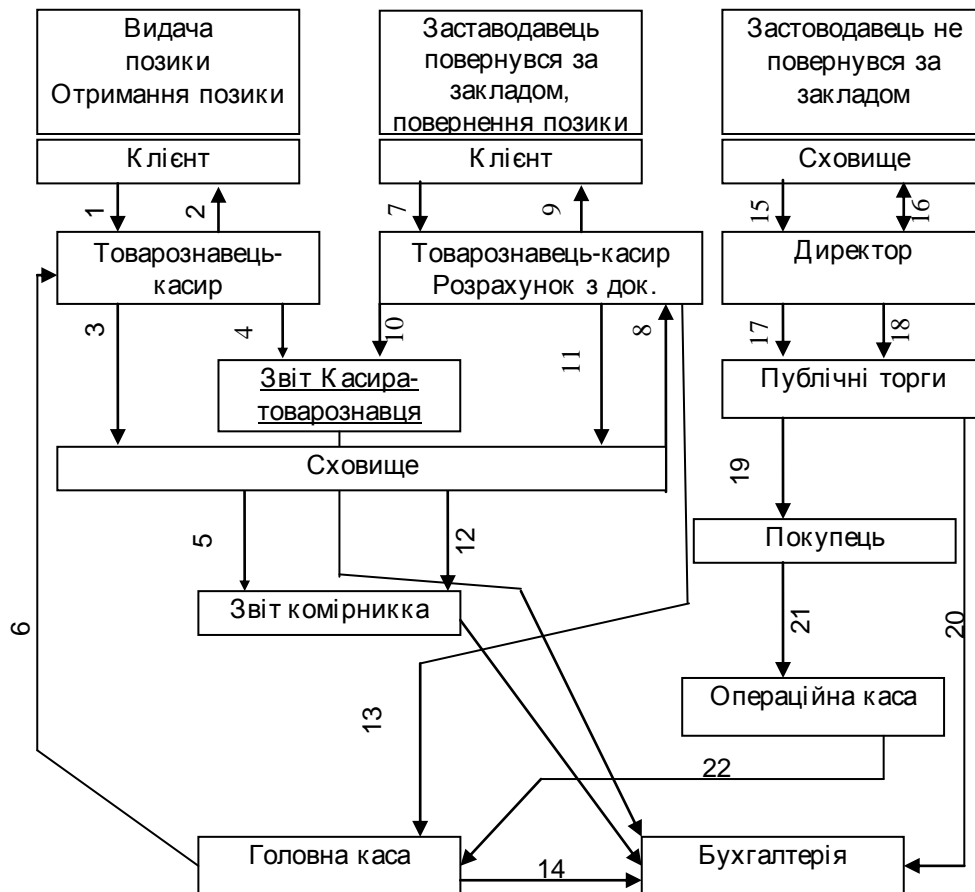 Видача
позики
Отримання позики
Заставодавець
повернувся за
закладом,
повернення позики
Застоводавець не
повернувся за
закладом
Клієнт
Клієнт
Сховище
1
2
7
9
15
16
Товарознавець-
касир
Товарознавець-касир
Розрахунок з док.
Директор
3
4
10
11
8
17
18
Звіт Касира-
товарознавця
Публічні торги
Сховище
19
5
12
Покупець
Звіт комірникка
6
21
20
Операційна каса
13
22
Головна каса
14
Бухгалтерія